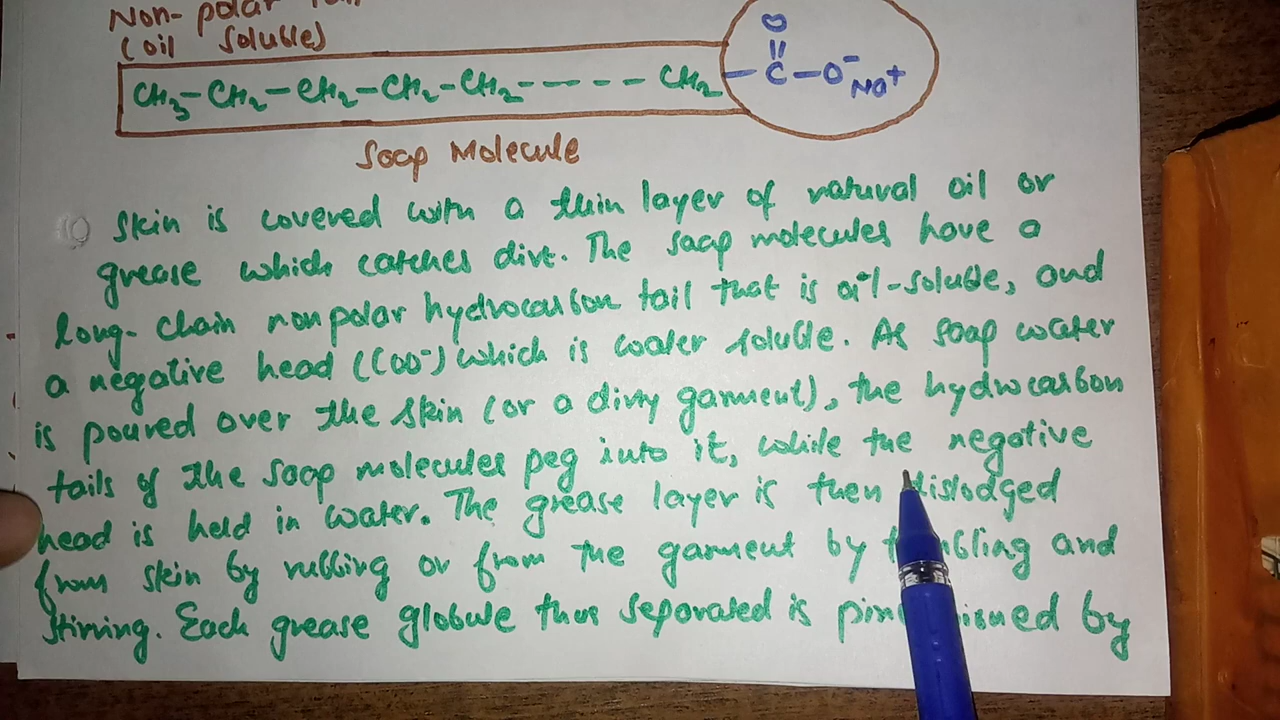 Non-polar
(oil soluble)
O
CH3-CH2-CH2-CH2-CH2----- CH2 -C-O- Na+
Soap Molecule
Skin is covered with a thin layer of natural oil or
grease which catches dirt. The soap molecules have a
long-chain nonpolar hydrocarbon tail that is oil-soluble, and
a negative head (COO-) which is water soluble. As soap water
is poured over the skin (or a dirty garment), the hydrocarbon
tails of the soap molecules peg into it, while the negative
head is held in water. The grease layer is then dislodged
from skin by rubbing or from the garment by and
stirring. Each grease globule thus separated is by